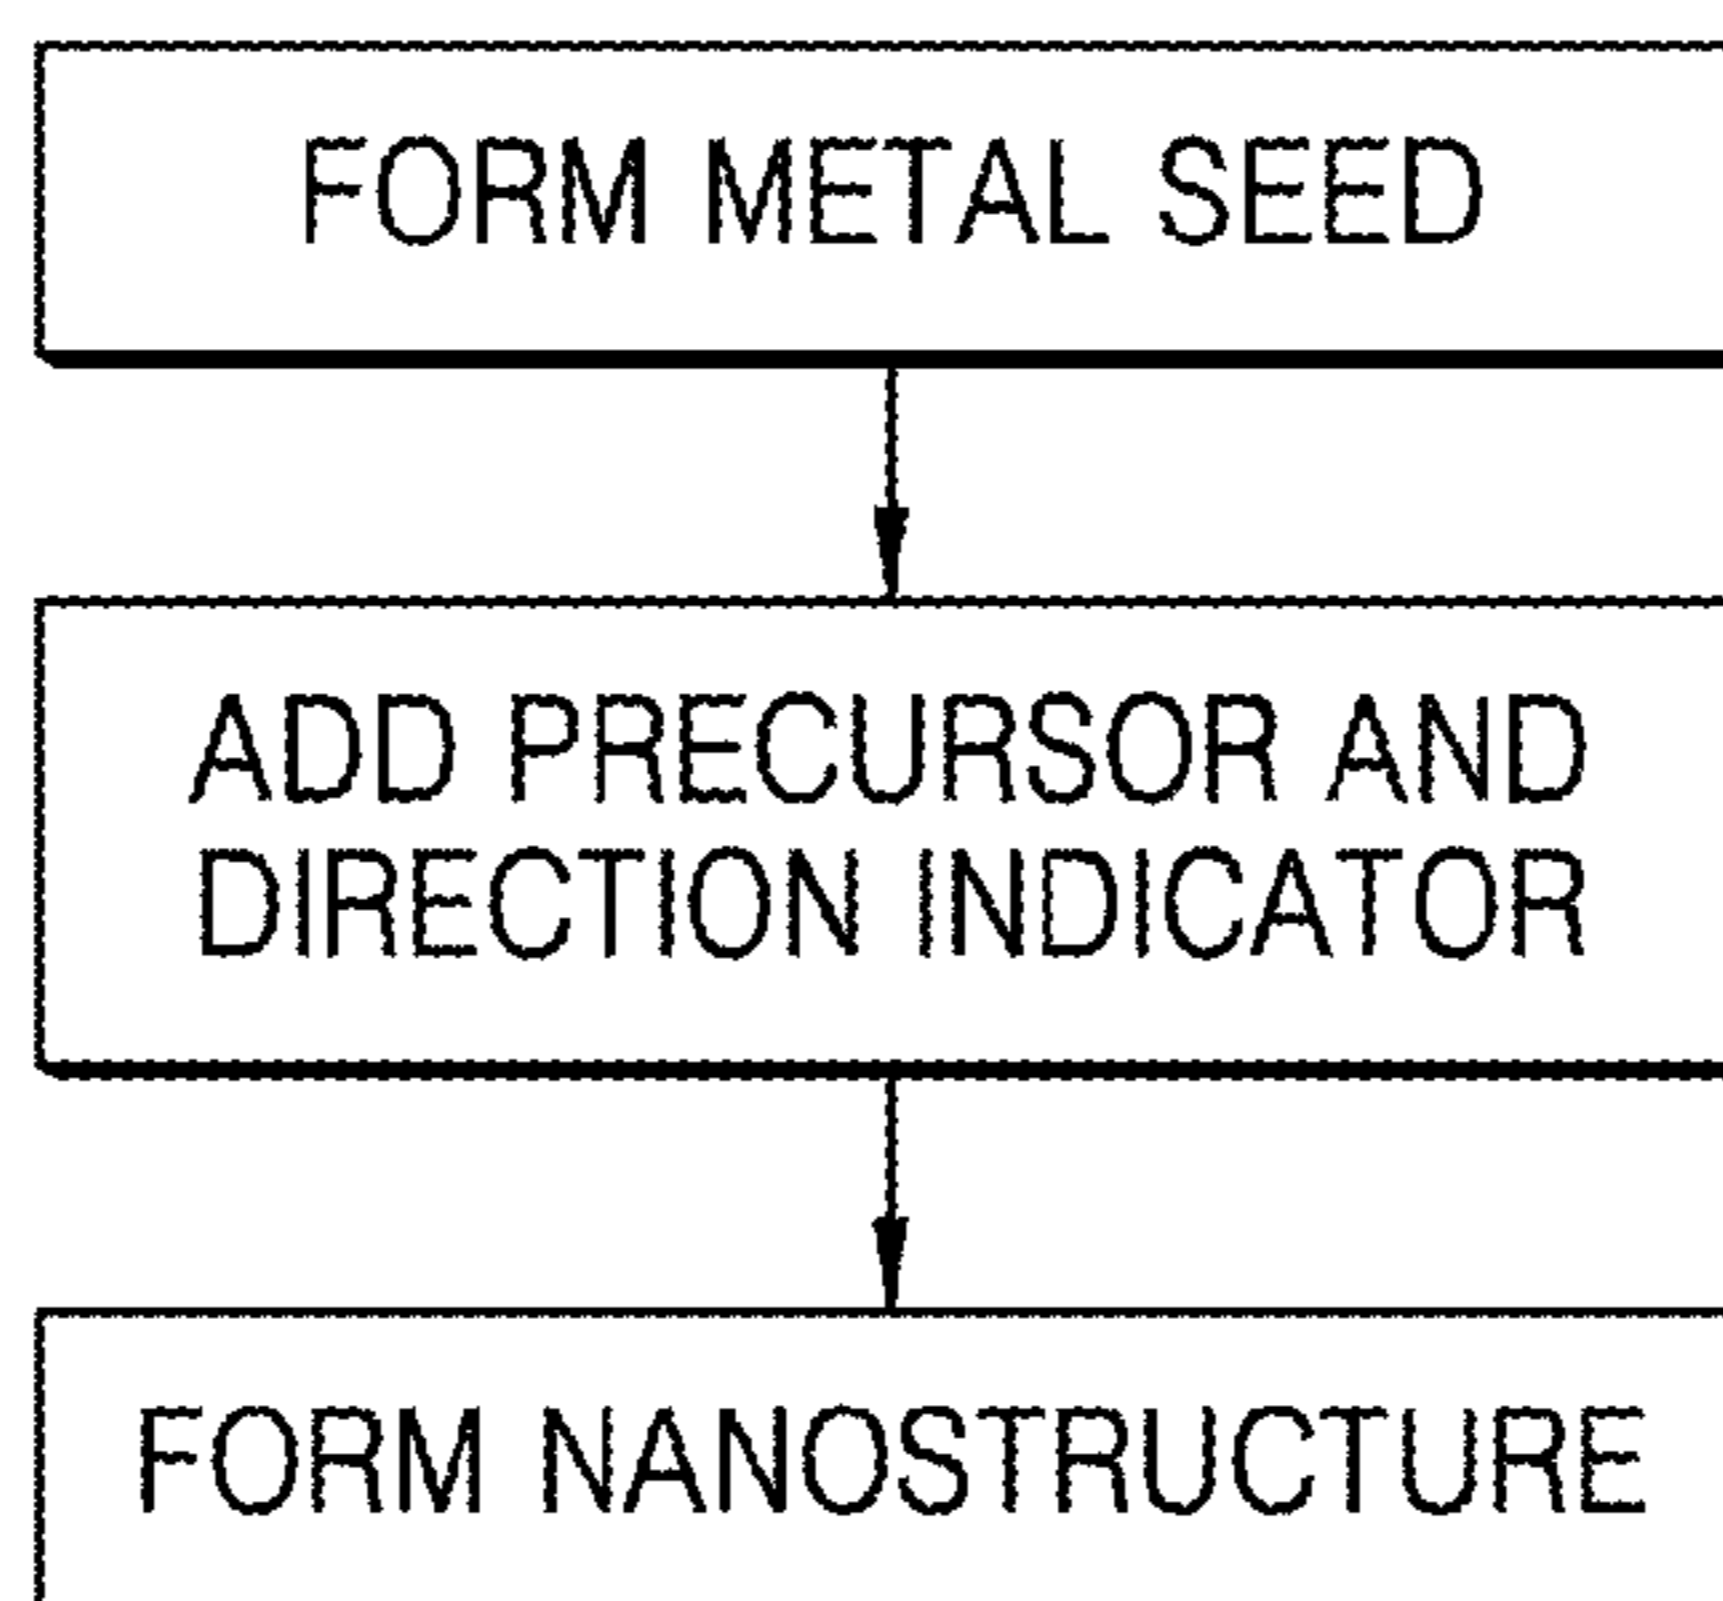 FORM METAL SEED
ADD PRECURSOR AND
DIRECTION INDICATOR
FORM NANOSTRUCTURE